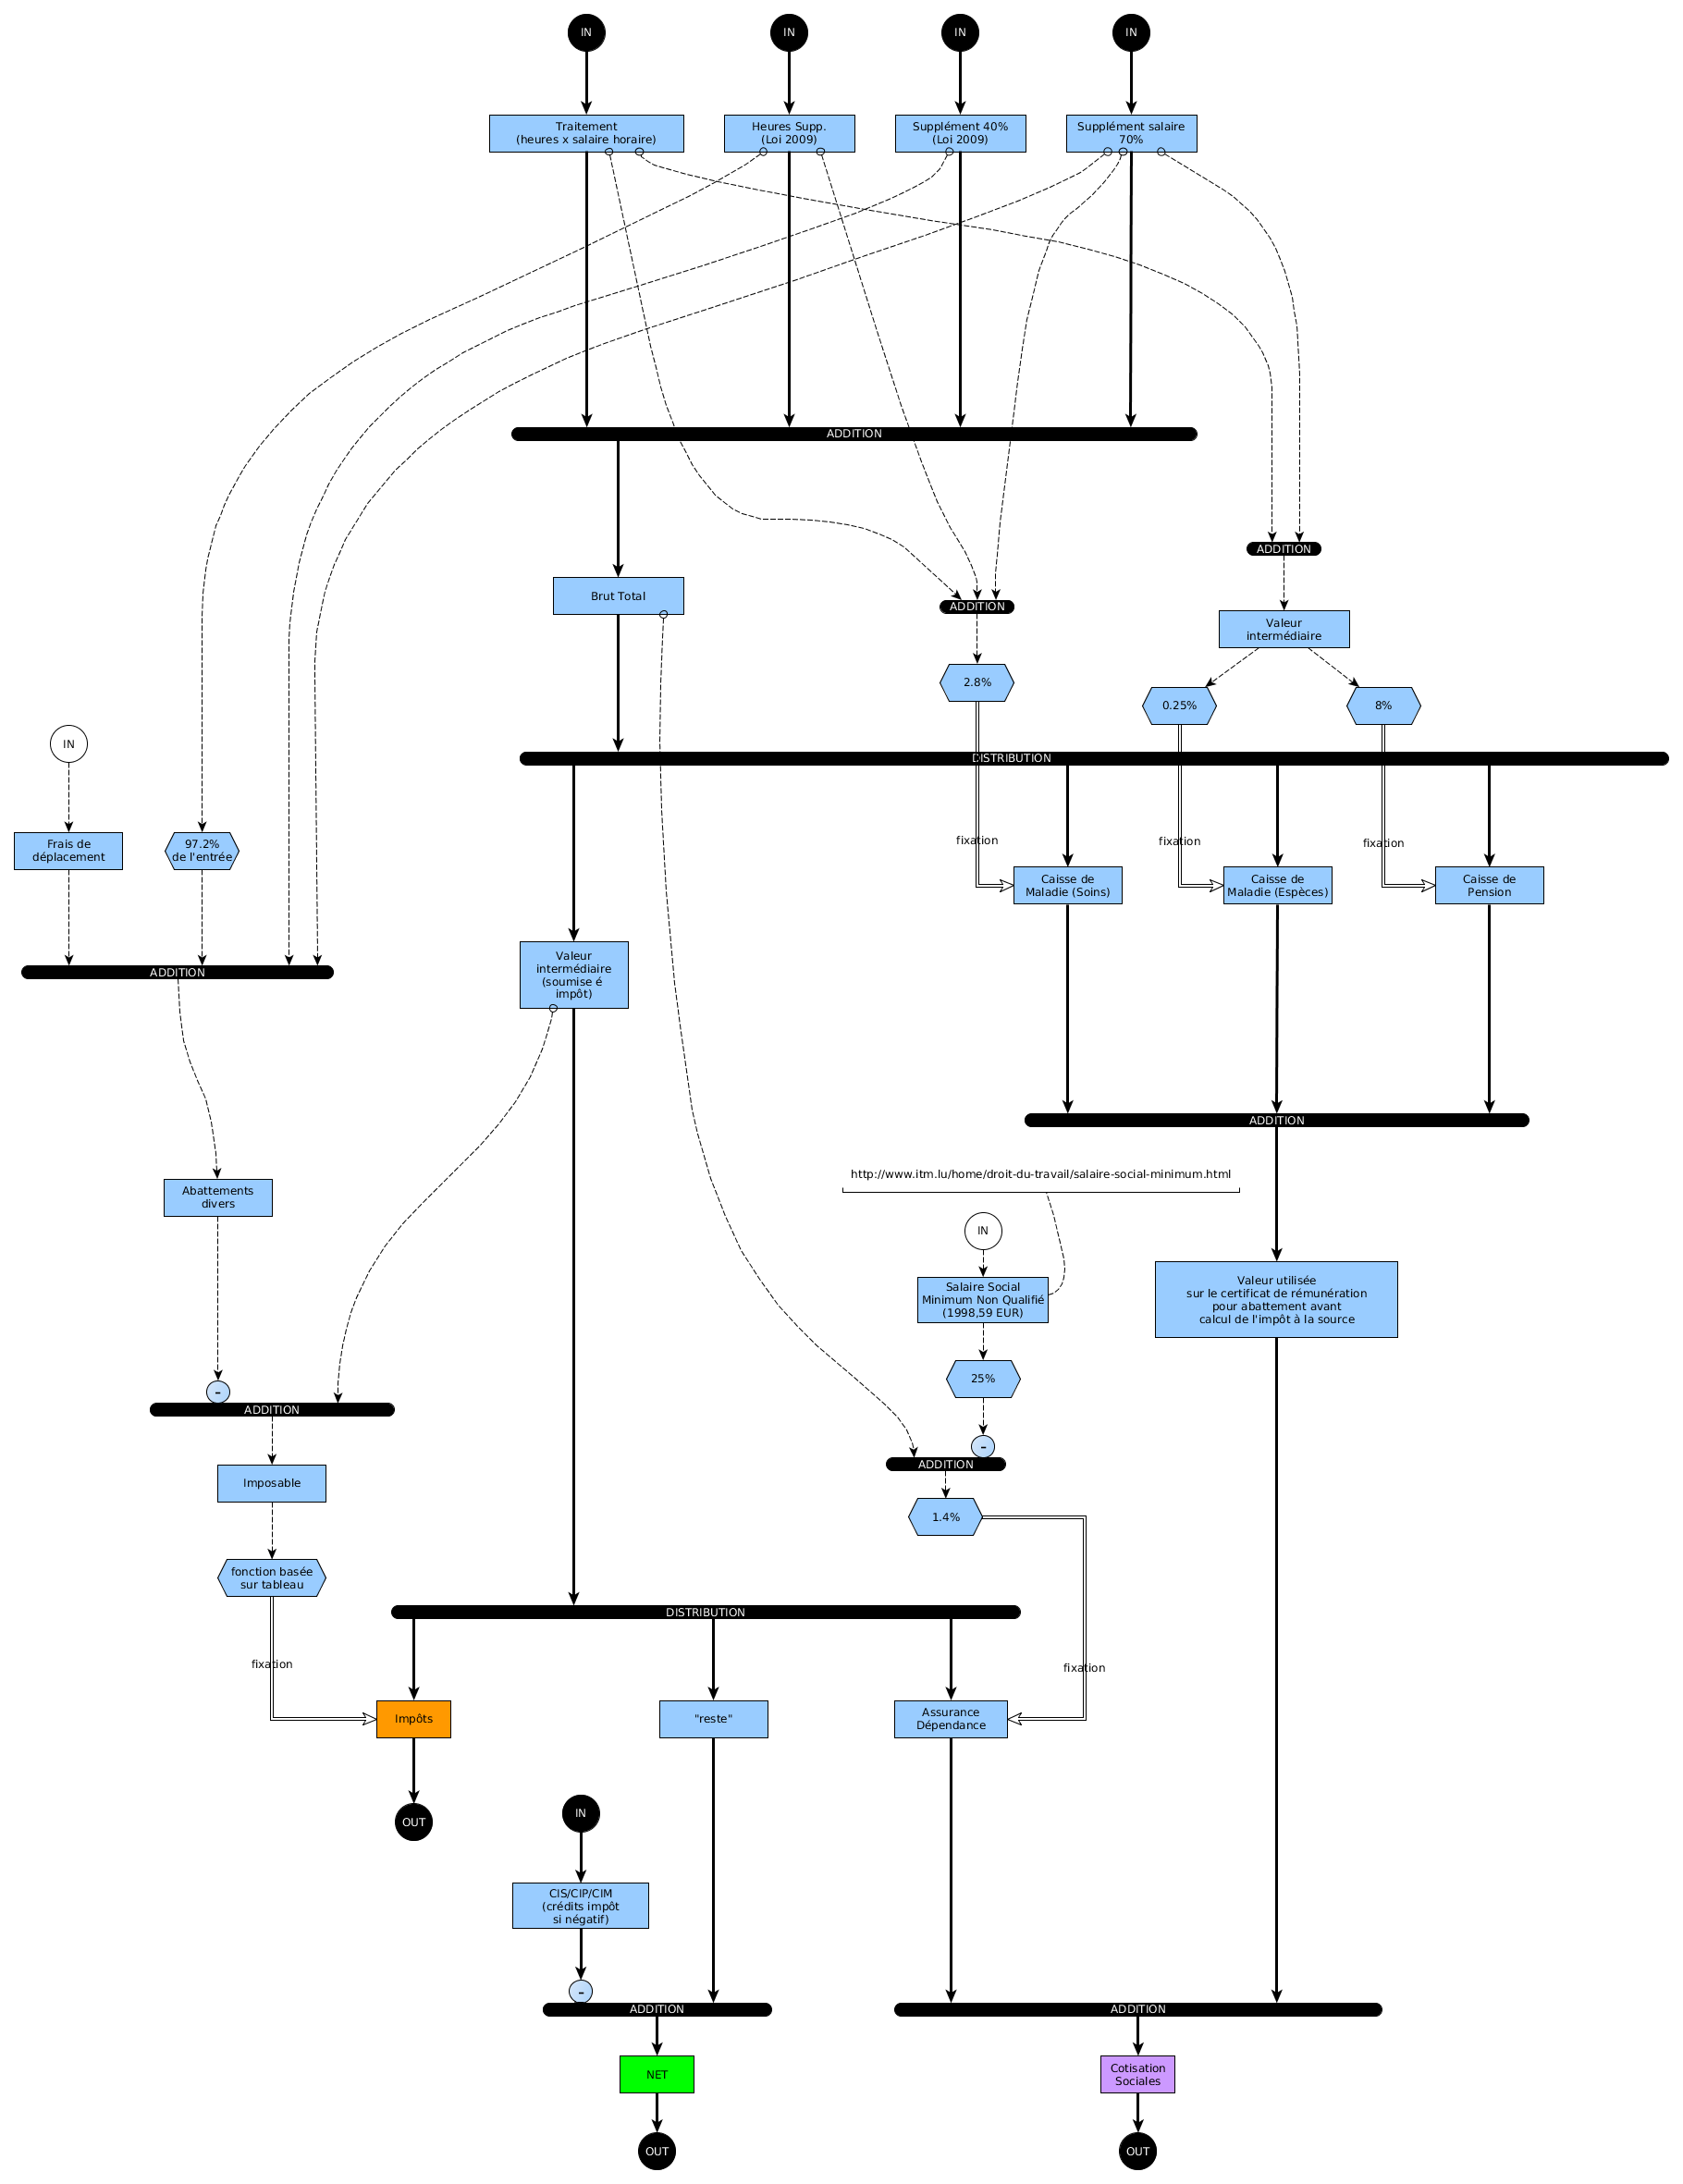 IN
IN
IN
IN
Traitement
(heures x salaire horaire)
Heures Supp.
(Loi 2009)
Supplément 40%
(Loi 2009)
Supplément salaire
70%
ADDITION
ADDITION
Brut Total
ADDITION
Valeur
intermédiaire
2.8%
0.25%
8%
IN
DISTRIBUTION
Frais de
déplacement
97.2%
de l'entrée
fixation
fixation
fixation
Caisse de
Maladie (Soins)
Caisse de
Maladie (Espèces)
Caisse de
Pension
ADDITION
Valeur
intermédiaire
(soumise é
impôt)
ADDITION
http://www.itm.lu/home/droit-du-travail/salaire-social-minimum.html
Abattements
divers
IN
Salaire Social
Minimum Non Qualifié
(1998,59 EUR)
Valeur utilisée
sur le certificat de rémunération
pour abattement avant
calcul de l'impôt à la source
25%
-
ADDITION
-
ADDITION
Imposable
1.4%
fonction basée
sur tableau
DISTRIBUTION
fixation
fixation
Impôts
"reste"
Assurance
Dépendance
OUT
IN
CIS/CIP/CIM
(crédits impôt
si négatif)
-
ADDITION
ADDITION
NET
Cotisation
Sociales
OUT
OUT